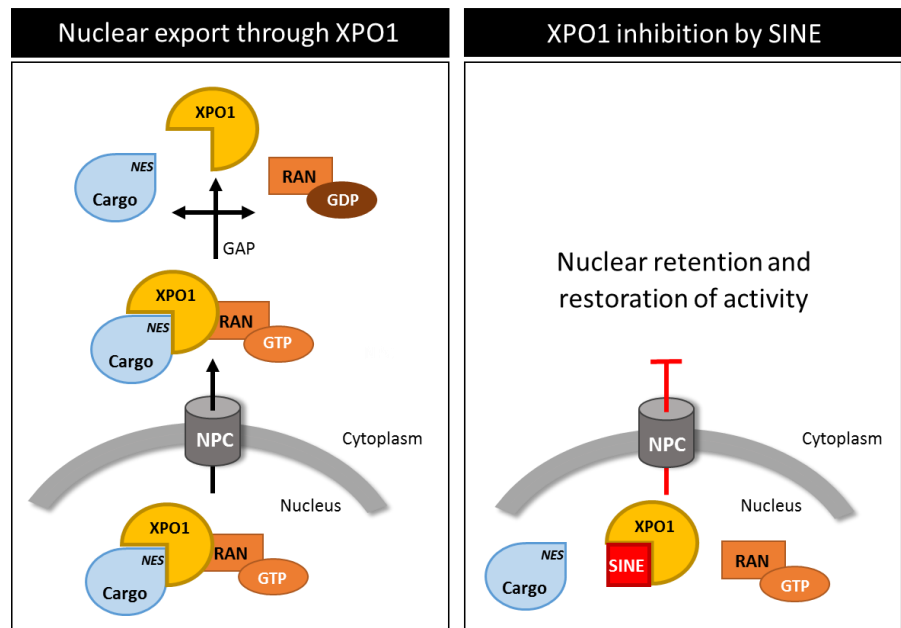 Nuclear export through XPO1
XPO1
NES
Cargo
RAN
GDP
GAP
XPO1
NES
Cargo
RAN
GTP
NPC
Cytoplasm
Nucleus
XPO1
NES
Cargo
RAN
GTP
XPO1 inhibition by SINE
Nuclear retention and
restoration of activity
NPC
Cytoplasm
Nucleus
XPO1
NES
Cargo
SINE
RAN
GTP